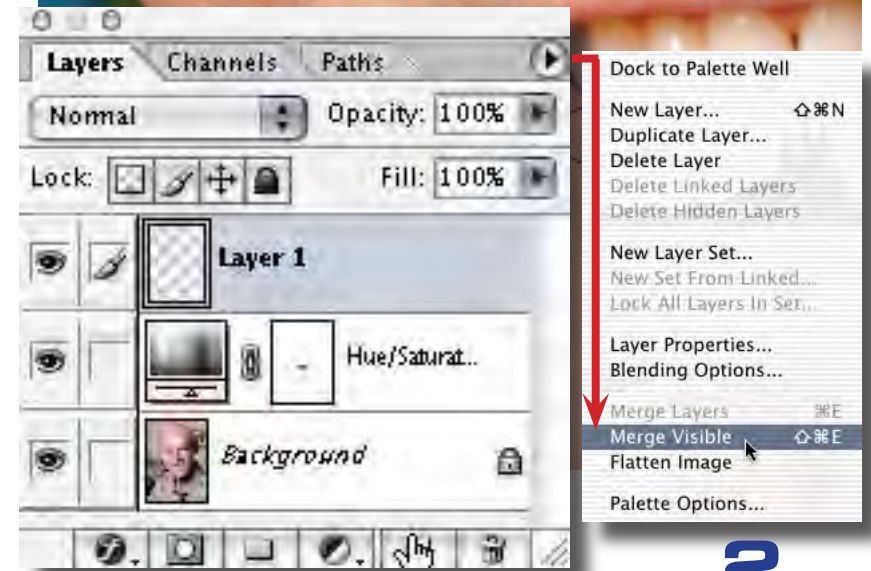 Layers Channels Paths
Normal Opacity: 100%
Lock: Fill: 100%
Layer 1
Hue/Saturat...
Background
Dock to Palette Well
New Layer... ⇧⌘N
Duplicate Layer...
Delete Layer
Delete Linked Layers
Delete Hidden Layers
New Layer Set...
New Set From Linked...
Lock All Layers In Set...
Layer Properties...
Blending Options...
Merge Layers ⌘E
Merge Visible ⇧⌘E
Flatten Image
Palette Options...